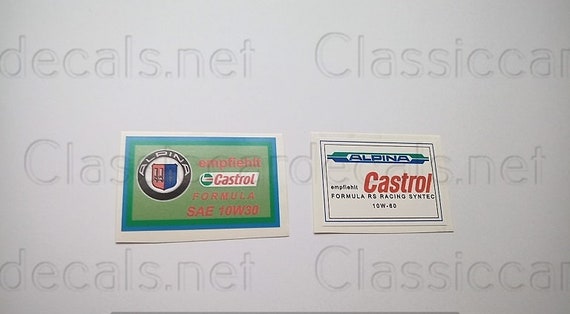 decals.net Classiccar
Classiccardecals.net
decals.net Classiccar
ALPINA
empfiehlt
Castrol
FORMULA
SAE 10W30
ALPINA
empfiehlt Castrol
FORMULA RS RACING SYNTEC
10W-60